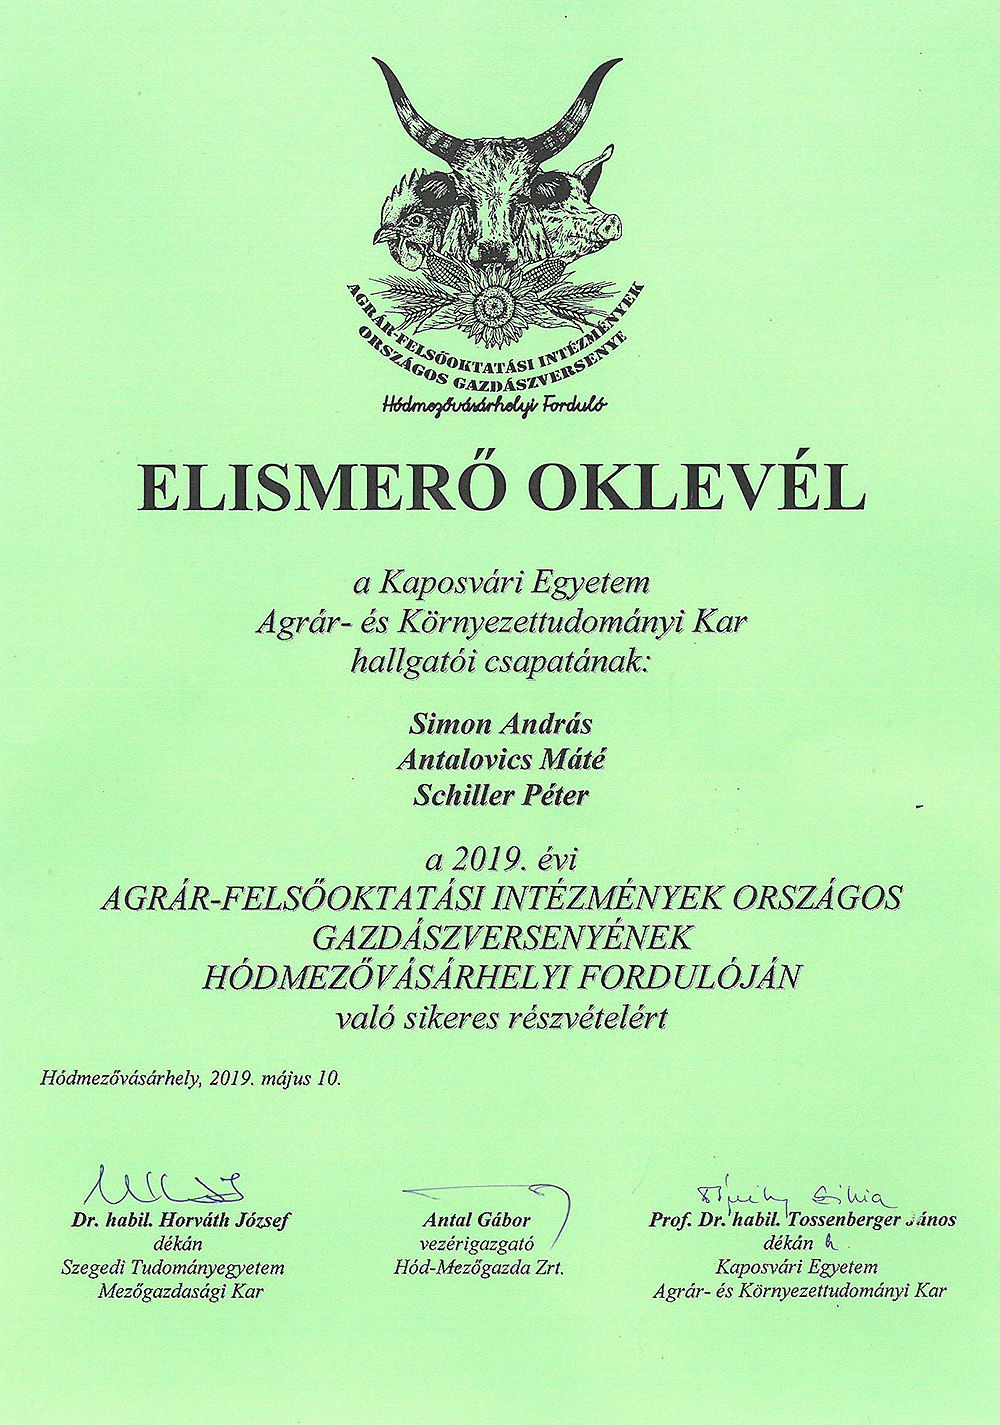 AGRÁR-FELSŐOKTATÁSI INTÉZMÉNYEK
ORSZÁGOS GAZDÁSZVERSENYE
Hódmezővásárhelyi Forduló
ELISMERŐ OKLEVÉL
a Kaposvári Egyetem
Agrár- és Környezettudományi Kar
hallgatói csapatának:
Simon András
Antalovics Máté
Schiller Péter
a 2019. évi
AGRÁR-FELSŐOKTATÁSI INTÉZMÉNYEK ORSZÁGOS
GAZDÁSZVERSENYÉNEK
HÓDMEZŐVÁSÁRHELYI FORDULÓJÁN
való sikeres részvételért
Hódmezővásárhely, 2019. május 10.
Dr. habil. Horváth József
dékán
Szegedi Tudományegyetem
Mezőgazdasági Kar
Antal Gábor
vezérigazgató
Hód-Mezőgazda Zrt.
Prof. Dr. habil. Tossenberger János
dékán h
Kaposvári Egyetem
Agrár- és Környezettudományi Kar